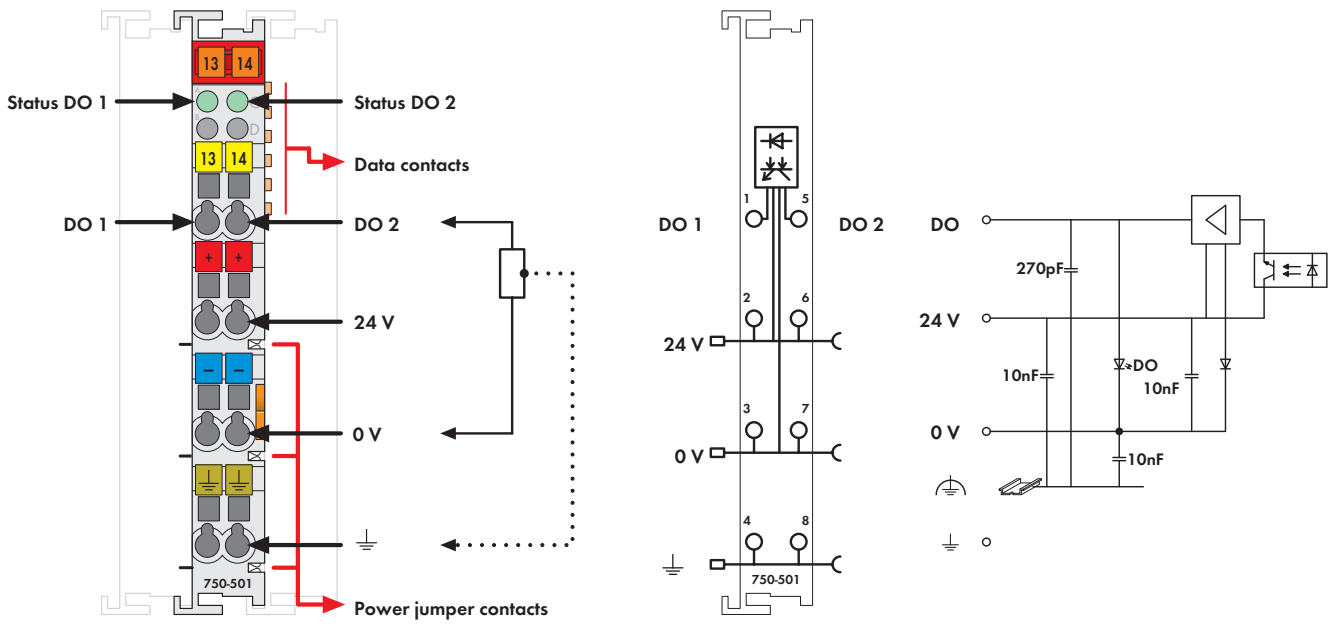 13 14
Status DO 1
Status DO 2
A C
B D
13 14
Data contacts
DO 1
DO 2
+ +
24 V
− −
0 V
750-501
Power jumper contacts
1 5
DO 1
DO 2
2 6
24 V
3 7
0 V
4 8
750-501
DO
270pF
24 V
10nF
DO
10nF
0 V
10nF